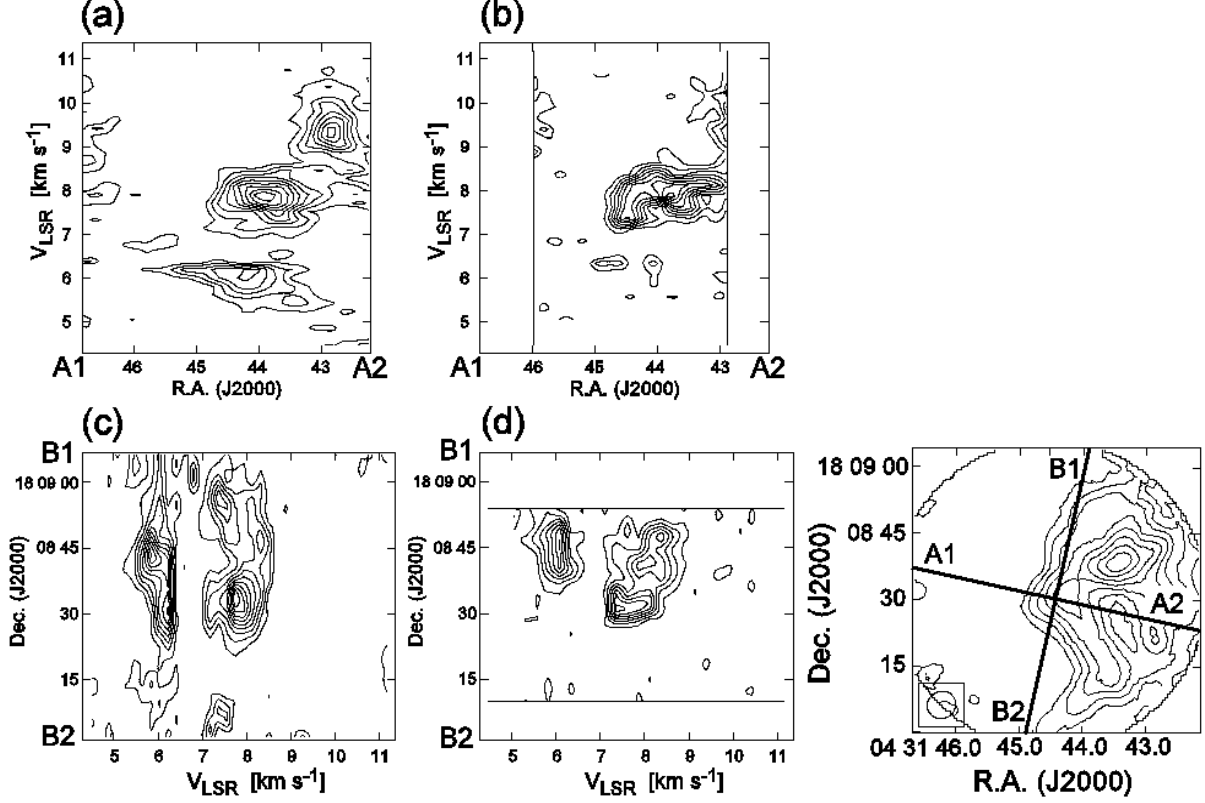 (a)
11
10
9
8
7
6
5
V_LSR [km s⁻¹]
A1 46 45 44 43 A2
R.A. (J2000)
(b)
11
10
9
8
7
6
5
V_LSR [km s⁻¹]
A1 46 45 44 43 A2
R.A. (J2000)
(c)
B1
18 09 00
08 45
30
15
B2
Dec. (J2000)
5 6 7 8 9 10 11
V_LSR [km s⁻¹]
(d)
B1
18 09 00
08 45
30
15
B2
Dec. (J2000)
5 6 7 8 9 10 11
V_LSR [km s⁻¹]
18 09 00
08 45
30
15
Dec. (J2000)
B1
A1
A2
B2
04 31 46.0 45.0 44.0 43.0
R.A. (J2000)